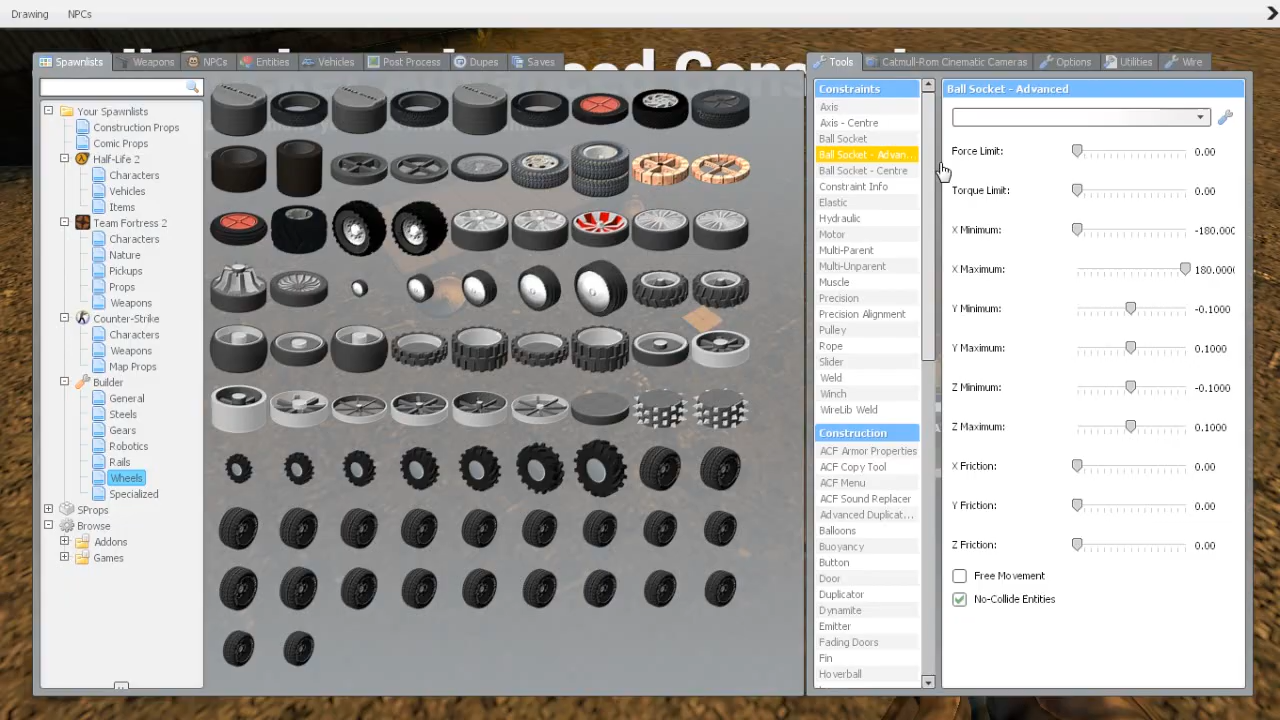 Drawing NPCs
Spawnlists Weapons NPCs Entities Vehicles Post Process Dupes Saves
Tools Catmull-Rom Cinematic Cameras Options Utilities Wire
Your Spawnlists
Construction Props
Comic Props
Half-Life 2
Characters
Vehicles
Items
Team Fortress 2
Characters
Nature
Pickups
Props
Weapons
Counter-Strike
Characters
Weapons
Map Props
Builder
General
Steels
Gears
Robotics
Rails
Wheels
Specialized
SProps
Browse
Addons
Games
Constraints
Axis
Axis - Centre
Ball Socket
Ball Socket - Advan...
Ball Socket - Centre
Constraint Info
Elastic
Hydraulic
Motor
Multi-Parent
Multi-Unparent
Muscle
Precision
Precision Alignment
Pulley
Rope
Slider
Weld
Winch
WireLib Weld
Construction
ACF Armor Properties
ACF Copy Tool
ACF Menu
ACF Sound Replacer
Advanced Duplicat...
Balloons
Buoyancy
Button
Door
Duplicator
Dynamite
Emitter
Fading Doors
Fin
Hoverball
Ball Socket - Advanced
Force Limit: 0.00
Torque Limit: 0.00
X Minimum: -180.000
X Maximum: 180.000
Y Minimum: -0.1000
Y Maximum: 0.1000
Z Minimum: -0.1000
Z Maximum: 0.1000
X Friction: 0.00
Y Friction: 0.00
Z Friction: 0.00
Free Movement
No-Collide Entities